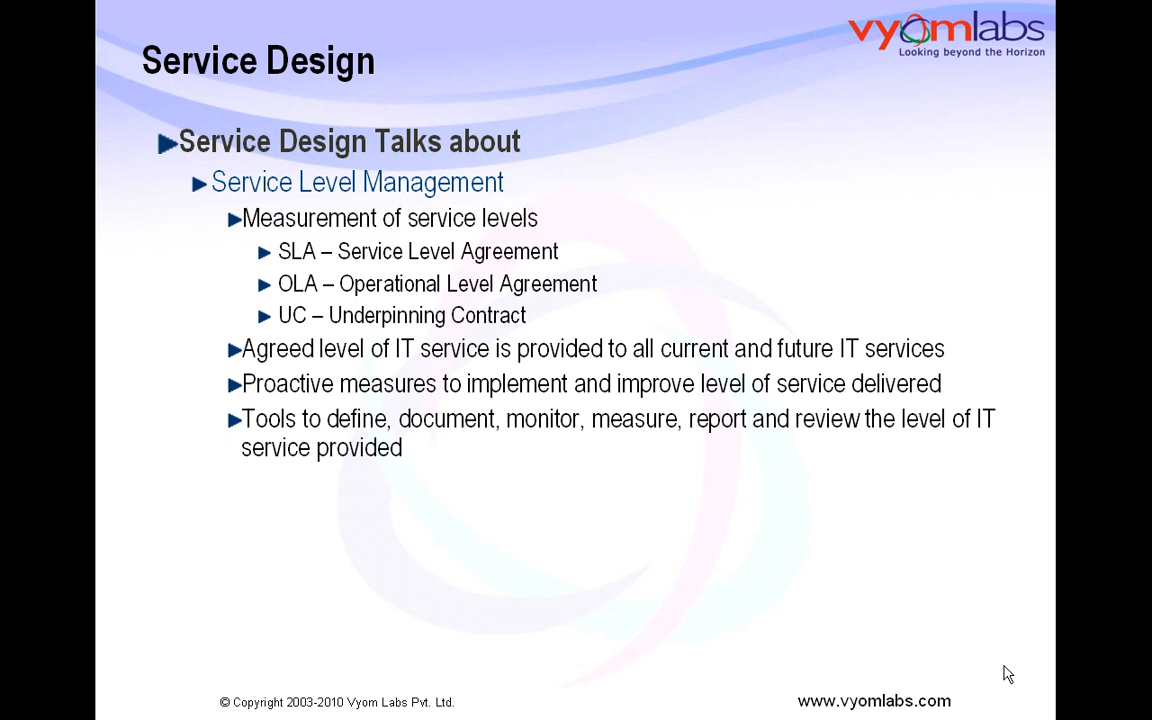 vyomlabs
Looking beyond the Horizon
Service Design
Service Design Talks about
Service Level Management
Measurement of service levels
SLA – Service Level Agreement
OLA – Operational Level Agreement
UC – Underpinning Contract
Agreed level of IT service is provided to all current and future IT services
Proactive measures to implement and improve level of service delivered
Tools to define, document, monitor, measure, report and review the level of IT
service provided
© Copyright 2003-2010 Vyom Labs Pvt. Ltd.
www.vyomlabs.com